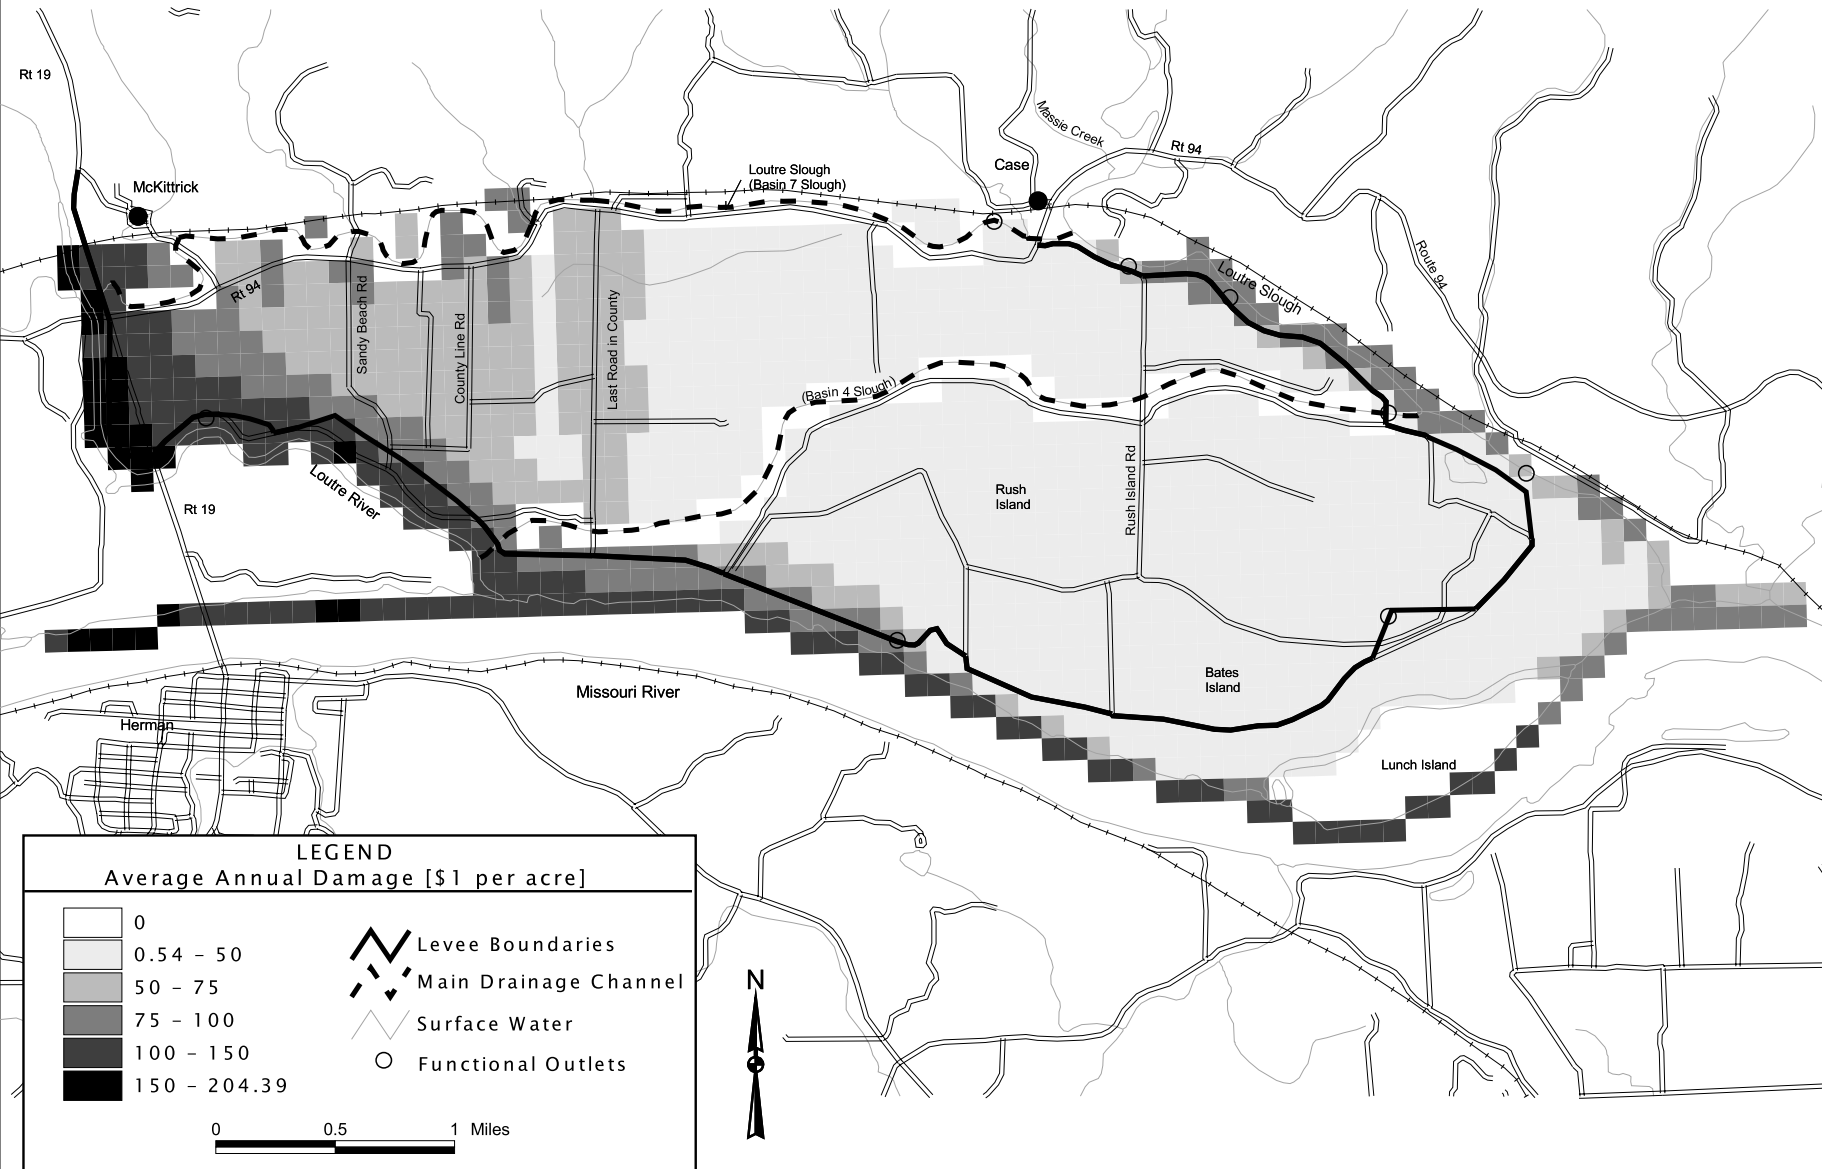 Rt 19
McKittrick
Loutre Slough
(Basin 7 Slough)
Case
Massie Creek
Rt 94
Route 94
Loutre Slough
Rt 94
Sandy Beach Rd
County Line Rd
Last Road in County
(Basin 4 Slough)
Rush Island Rd
Rush
Island
Loutre River
Rt 19
Bates
Island
Missouri River
Herman
Lunch Island
LEGEND
Average Annual Damage [$1 per acre]
0
0.54 – 50
50 – 75
75 – 100
100 – 150
150 – 204.39
Levee Boundaries
Main Drainage Channel
Surface Water
Functional Outlets
0 0.5 1 Miles
N